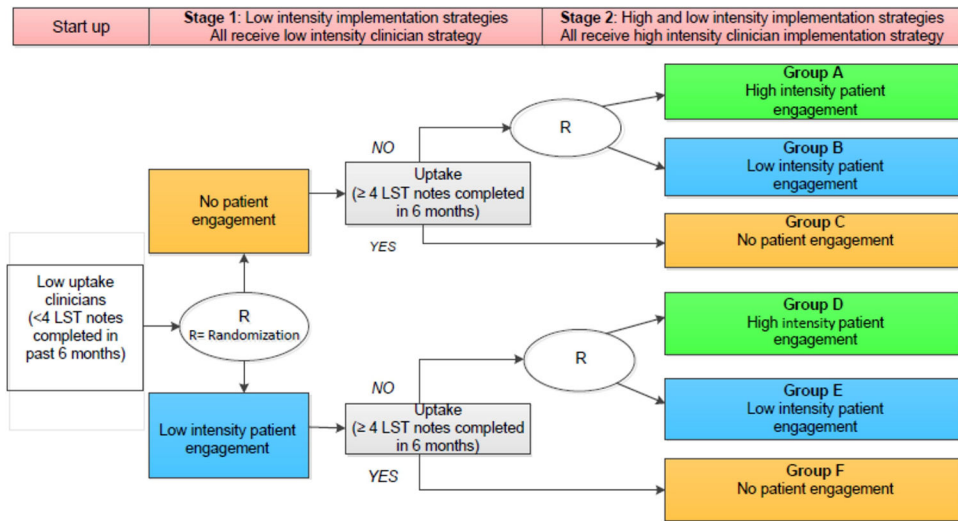 Start up
Stage 1: Low intensity implementation strategies
All receive low intensity clinician strategy
Stage 2: High and low intensity implementation strategies
All receive high intensity clinician implementation strategy
Low uptake
clinicians
(<4 LST notes
completed in
past 6 months)
R
R= Randomization
No patient
engagement
Low intensity patient
engagement
NO
Uptake
(≥ 4 LST notes completed
in 6 months)
YES
R
Group A
High intensity patient
engagement
Group B
Low intensity patient
engagement
Group C
No patient engagement
NO
Uptake
(≥ 4 LST notes completed
in 6 months)
YES
R
Group D
High intensity patient
engagement
Group E
Low intensity patient
engagement
Group F
No patient engagement